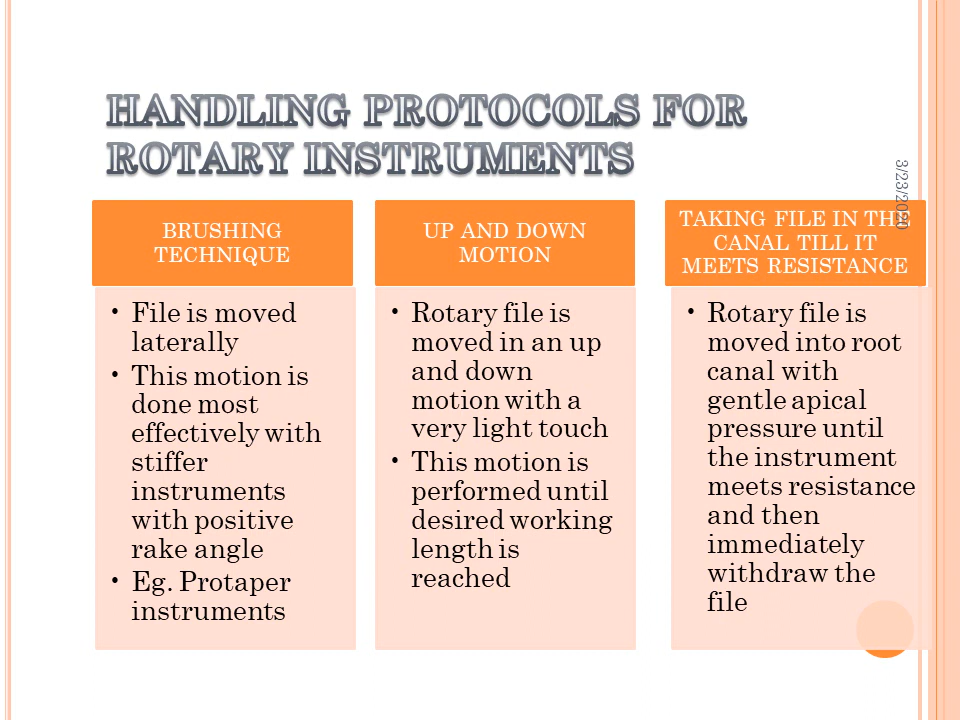 HANDLING PROTOCOLS FOR
ROTARY INSTRUMENTS
3/23/2020
BRUSHING
TECHNIQUE
• File is moved
laterally
• This motion is
done most
effectively with
stiffer
instruments
with positive
rake angle
• Eg. Protaper
instruments
UP AND DOWN
MOTION
• Rotary file is
moved in an up
and down
motion with a
very light touch
• This motion is
performed until
desired working
length is
reached
TAKING FILE IN THE
CANAL TILL IT
MEETS RESISTANCE
• Rotary file is
moved into root
canal with
gentle apical
pressure until
the instrument
meets resistance
and then
immediately
withdraw the
file